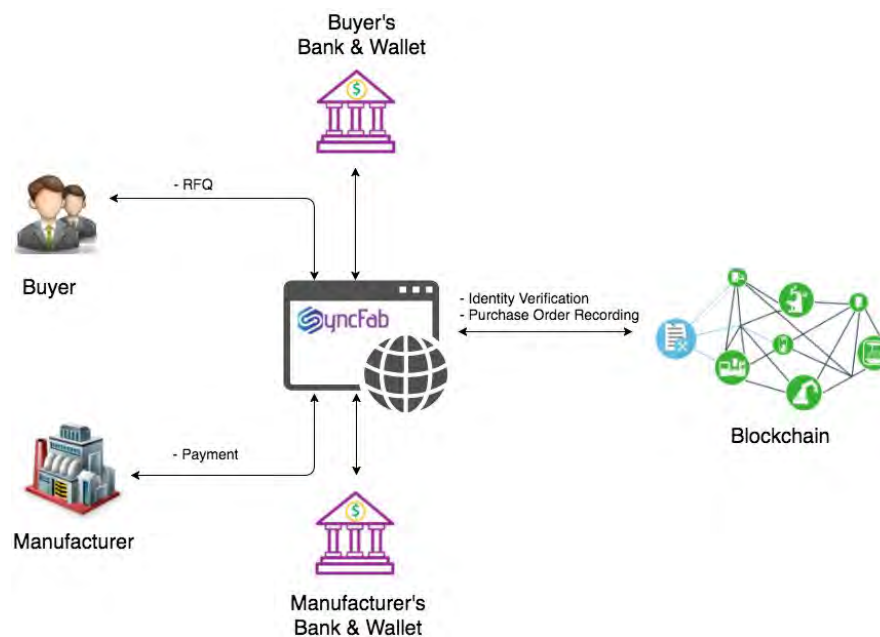 Buyer's
Bank & Wallet
$
- RFQ
Buyer
SyncFab
- Identity Verification
- Purchase Order Recording
Blockchain
- Payment
Manufacturer
$
Manufacturer's
Bank & Wallet